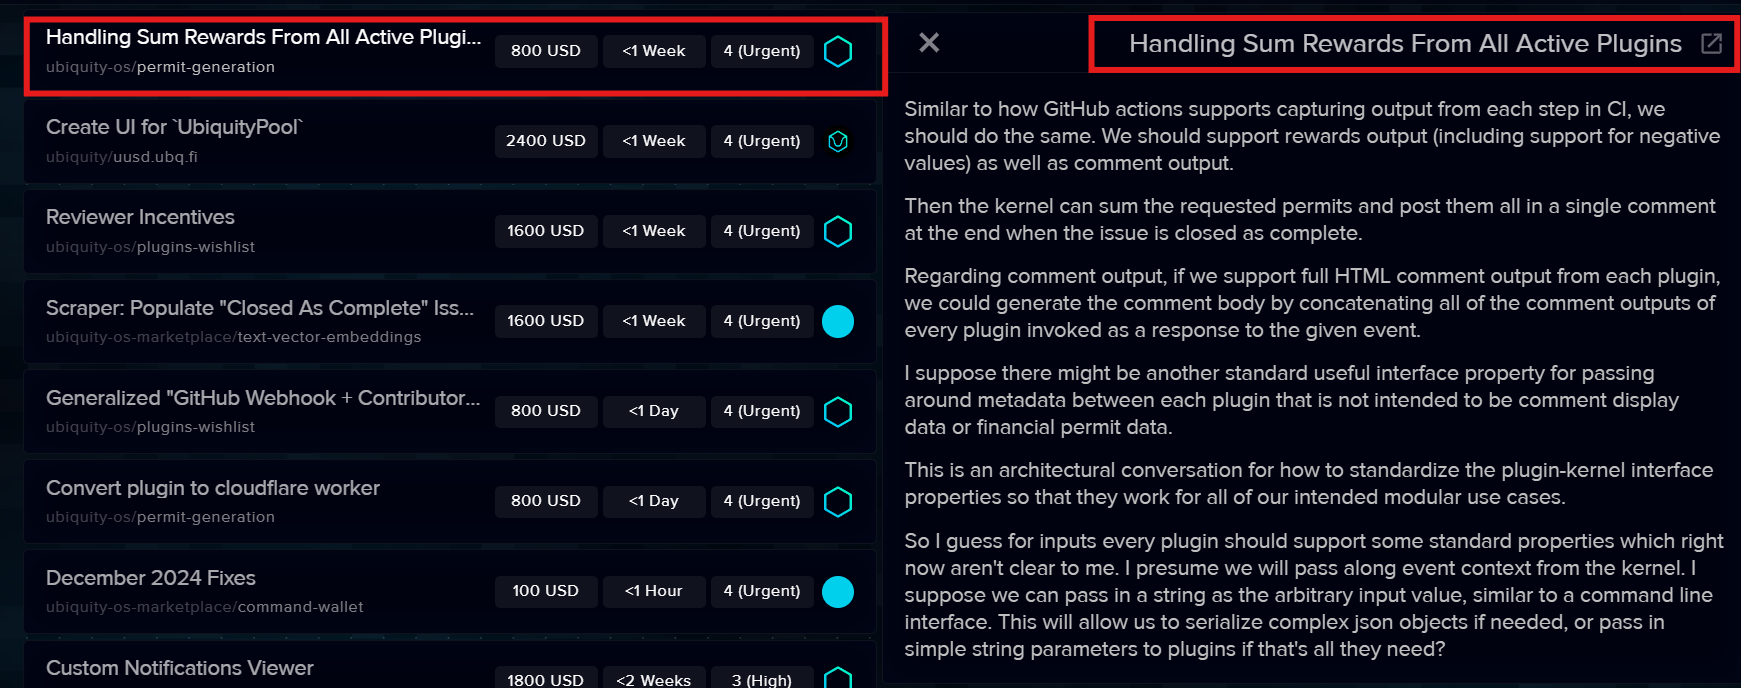 Handling Sum Rewards From All Active Plugi...
ubiquity-os/permit-generation
800 USD
<1 Week
4 (Urgent)
Create UI for `UbiquityPool`
ubiquity/uusd.ubq.fi
2400 USD
<1 Week
4 (Urgent)
Reviewer Incentives
ubiquity-os/plugins-wishlist
1600 USD
<1 Week
4 (Urgent)
Scraper: Populate "Closed As Complete" Iss...
ubiquity-os-marketplace/text-vector-embeddings
1600 USD
<1 Week
4 (Urgent)
Generalized "GitHub Webhook + Contributor...
ubiquity-os/plugins-wishlist
800 USD
<1 Day
4 (Urgent)
Convert plugin to cloudflare worker
ubiquity-os/permit-generation
800 USD
<1 Day
4 (Urgent)
December 2024 Fixes
ubiquity-os-marketplace/command-wallet
100 USD
<1 Hour
4 (Urgent)
Custom Notifications Viewer
1800 USD
<2 Weeks
3 (High)
Handling Sum Rewards From All Active Plugins
Similar to how GitHub actions supports capturing output from each step in CI, we
should do the same. We should support rewards output (including support for negative
values) as well as comment output.
Then the kernel can sum the requested permits and post them all in a single comment
at the end when the issue is closed as complete.
Regarding comment output, if we support full HTML comment output from each plugin,
we could generate the comment body by concatenating all of the comment outputs of
every plugin invoked as a response to the given event.
I suppose there might be another standard useful interface property for passing
around metadata between each plugin that is not intended to be comment display
data or financial permit data.
This is an architectural conversation for how to standardize the plugin-kernel interface
properties so that they work for all of our intended modular use cases.
So I guess for inputs every plugin should support some standard properties which right
now aren't clear to me. I presume we will pass along event context from the kernel. I
suppose we can pass in a string as the arbitrary input value, similar to a command line
interface. This will allow us to serialize complex json objects if needed, or pass in
simple string parameters to plugins if that's all they need?